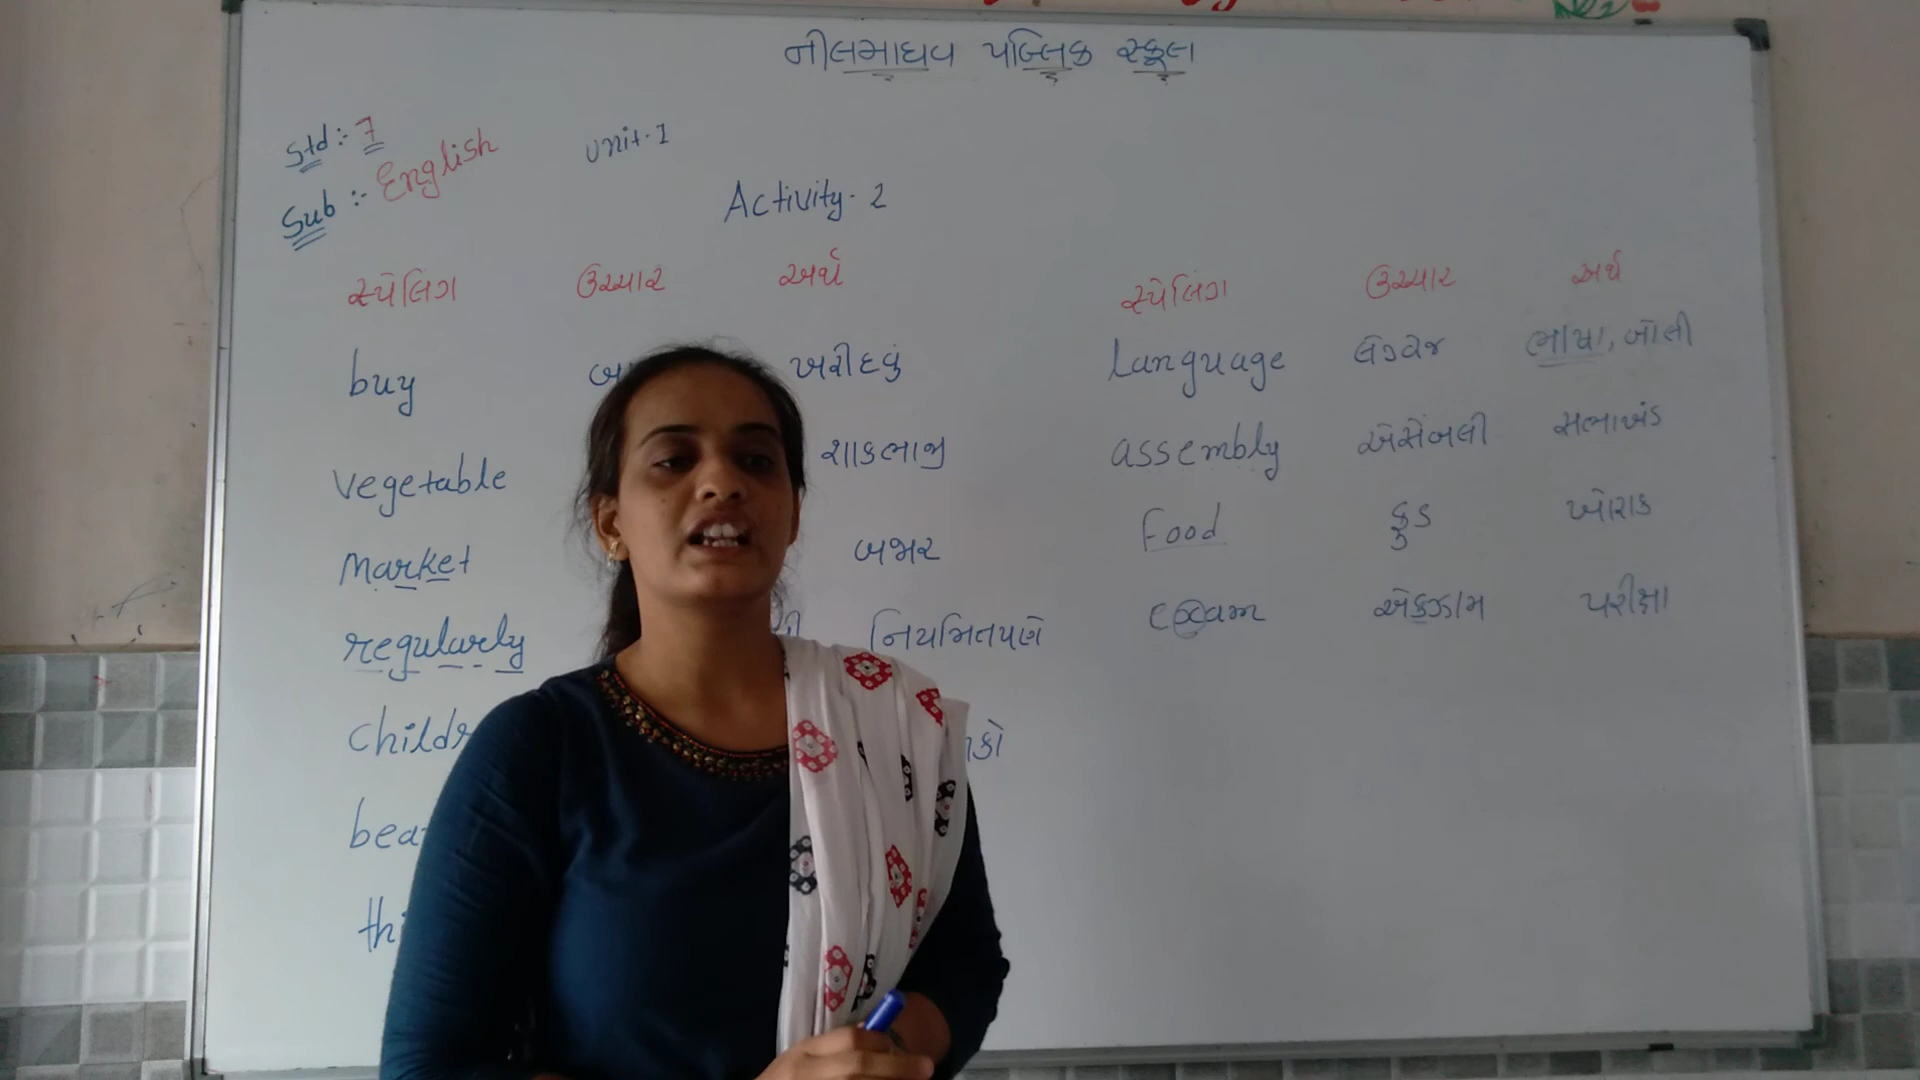 નીલમાધવ પબ્લિક સ્કૂલ
Std :- 7
Sub :- English
Unit-1
Activity-2
સ્પેલિંગ ઉચ્ચાર અર્થ
buy ખરીદવું
vegetable શાકભાજી
market બજાર
regularly નિયમિતપણે
સ્પેલિંગ ઉચ્ચાર અર્થ
language લેંગ્વેજ ભાષા, બોલી
assembly એસેંબલી સભાખંડ
Food ફુડ ખોરાક
exam એક્ઝામ પરીક્ષા